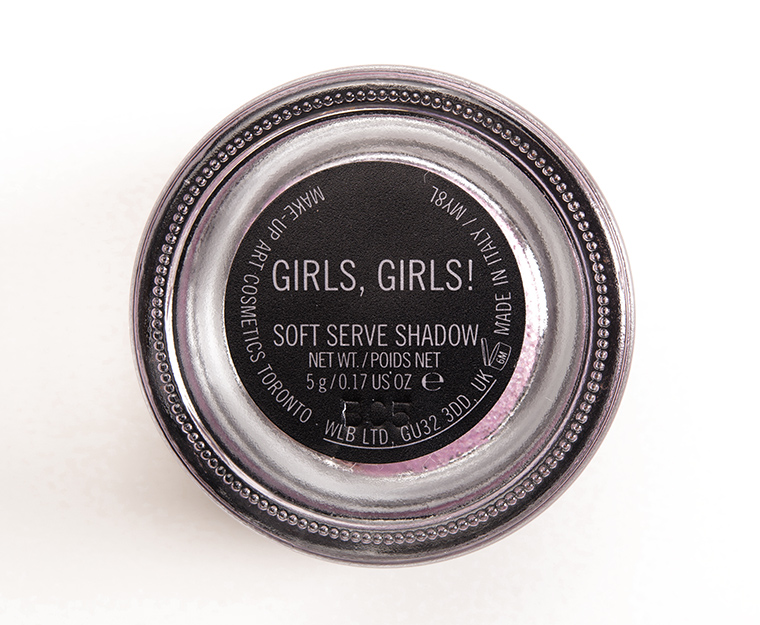 GIRLS, GIRLS!
SOFT SERVE SHADOW
NET WT. / POIDS NET
5 g / 0.17 US OZ ℮
MAKE-UP ART COSMETICS TORONTO
WLB LTD, GU32 3DD, UK
6M
MADE IN ITALY / MY8L